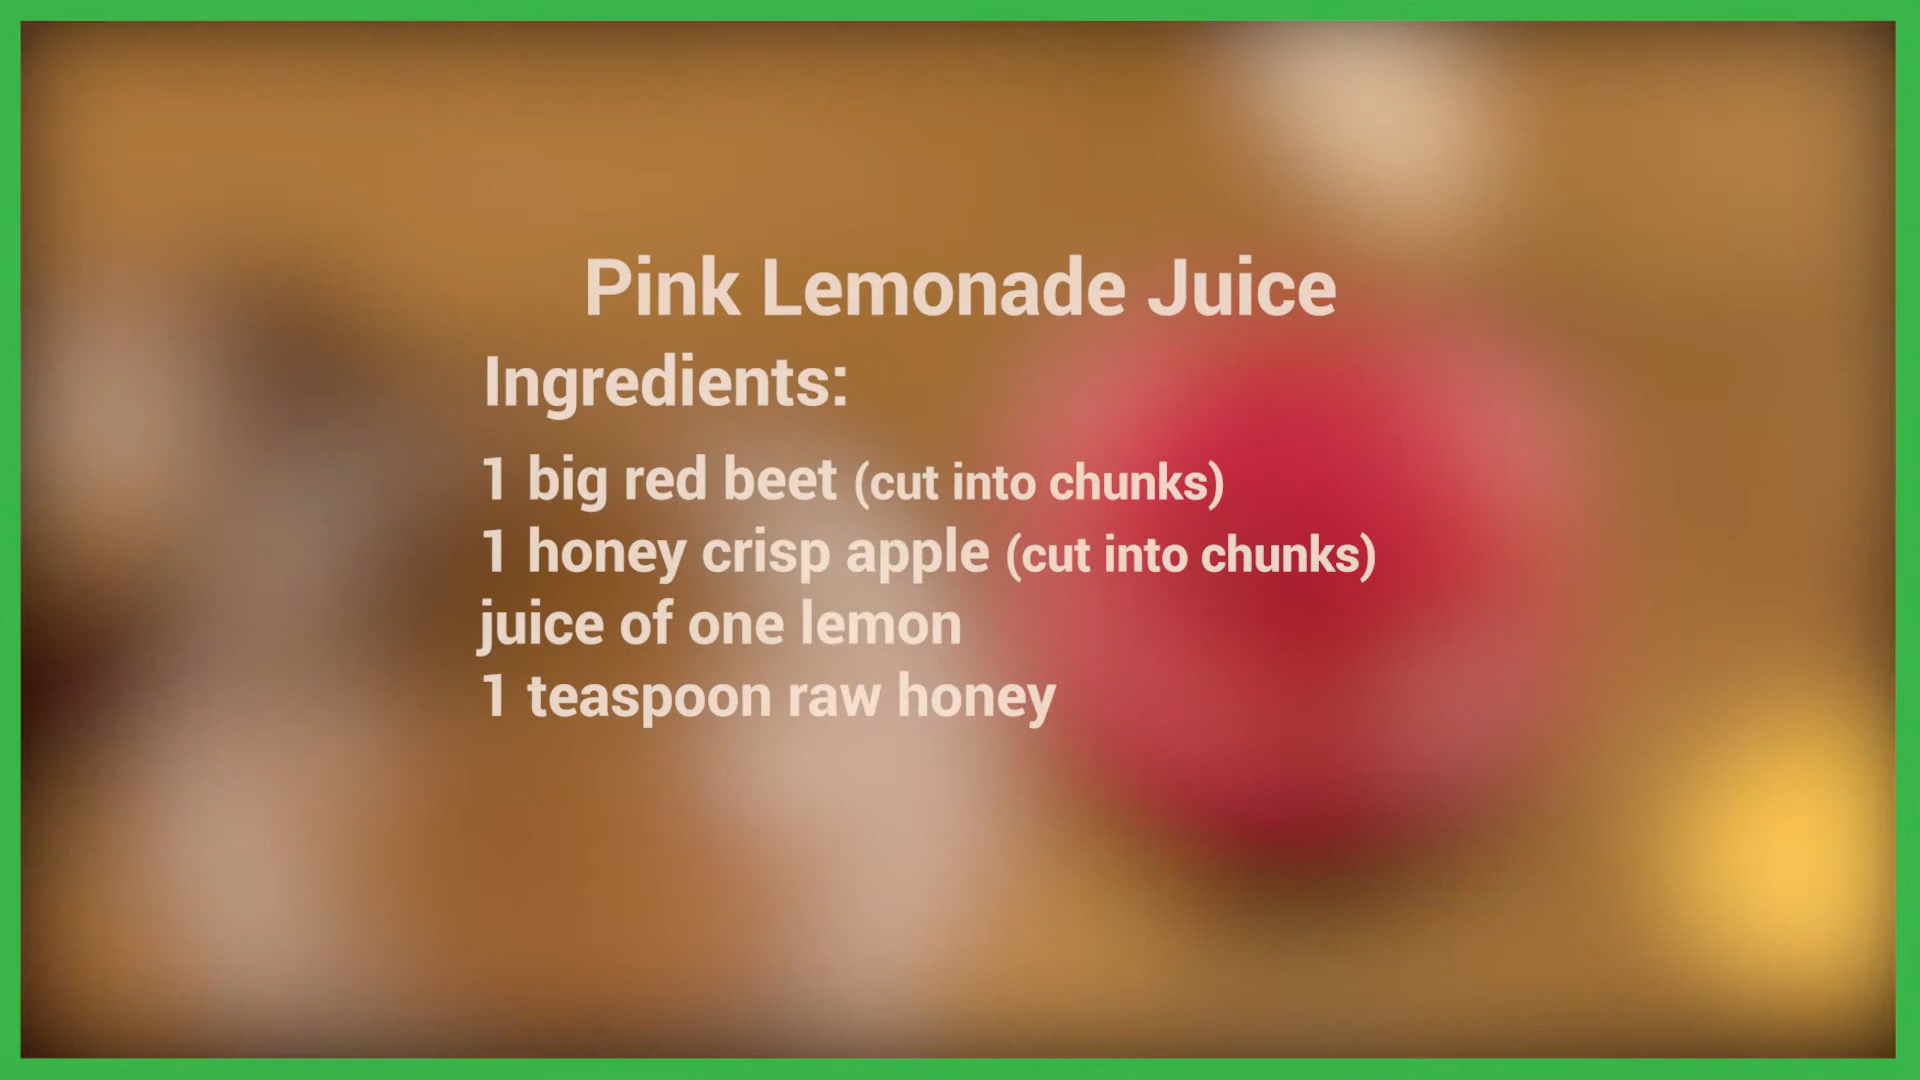 Pink Lemonade Juice
Ingredients:
1 big red beet (cut into chunks)
1 honey crisp apple (cut into chunks)
juice of one lemon
1 teaspoon raw honey